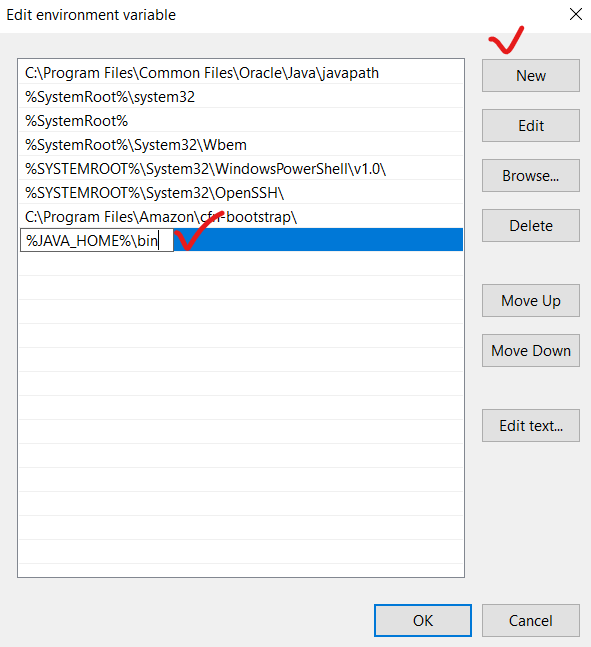 Edit environment variable
New
C:\Program Files\Common Files\Oracle\Java\javapath
%SystemRoot%\system32
%SystemRoot%
%SystemRoot%\System32\Wbem
%SYSTEMROOT%\System32\WindowsPowerShell\v1.0\
%SYSTEMROOT%\System32\OpenSSH\
C:\Program Files\Amazon\cfn-bootstrap\
%JAVA_HOME%\bin
Edit
Browse...
Delete
Move Up
Move Down
Edit text...
OK
Cancel